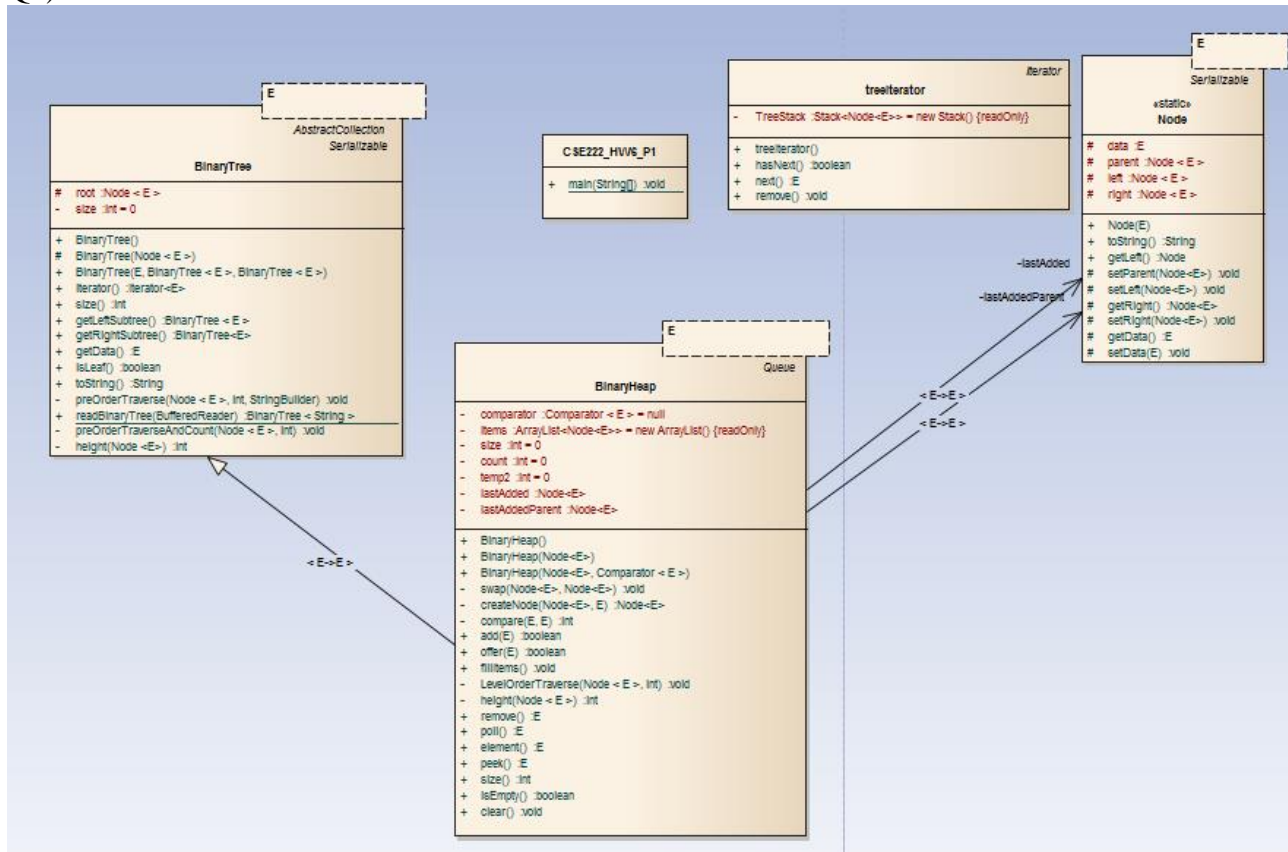 E
AbstractCollection
Serializable
BinaryTree
# root :Node < E >
- size :int = 0
+ BinaryTree()
# BinaryTree(Node < E >)
+ BinaryTree(E, BinaryTree < E >, BinaryTree < E >)
+ iterator() :Iterator<E>
+ size() :int
+ getLeftSubtree() :BinaryTree < E >
+ getRightSubtree() :BinaryTree<E>
+ getData() :E
+ isLeaf() :boolean
+ toString() :String
- preOrderTraverse(Node < E >, int, StringBuilder) :void
+ readBinaryTree(BufferedReader) :BinaryTree < String >
- preOrderTraverseAndCount(Node < E >, int) :void
- height(Node <E>) :int
CSE222_HW6_P1
+ main(String[]) :void
Iterator
treeIterator
- TreeStack :Stack<Node<E>> = new Stack() {readOnly}
+ treeIterator()
+ hasNext() :boolean
+ next() :E
+ remove() :void
E
Serializable
«static»
Node
# data :E
# parent :Node < E >
# left :Node < E >
# right :Node < E >
+ Node(E)
+ toString() :String
+ getLeft() :Node
# setParent(Node<E>) :void
# setLeft(Node<E>) :void
# getRight() :Node<E>
# setRight(Node<E>) :void
# getData() :E
# setData(E) :void
-lastAdded
-lastAddedParent
< E->E >
< E->E >
< E->E >
E
Queue
BinaryHeap
- comparator :Comparator < E > = null
- items :ArrayList<Node<E>> = new ArrayList() {readOnly}
- size :int = 0
- count :int = 0
- temp2 :int = 0
- lastAdded :Node<E>
- lastAddedParent :Node<E>
+ BinaryHeap()
+ BinaryHeap(Node<E>)
+ BinaryHeap(Node<E>, Comparator < E >)
- swap(Node<E>, Node<E>) :void
- createNode(Node<E>, E) :Node<E>
- compare(E, E) :int
+ add(E) :boolean
+ offer(E) :boolean
+ fillItems() :void
- LevelOrderTraverse(Node < E >, int) :void
- height(Node < E >) :int
+ remove() :E
+ poll() :E
+ element() :E
+ peek() :E
+ size() :int
+ isEmpty() :boolean
+ clear() :void